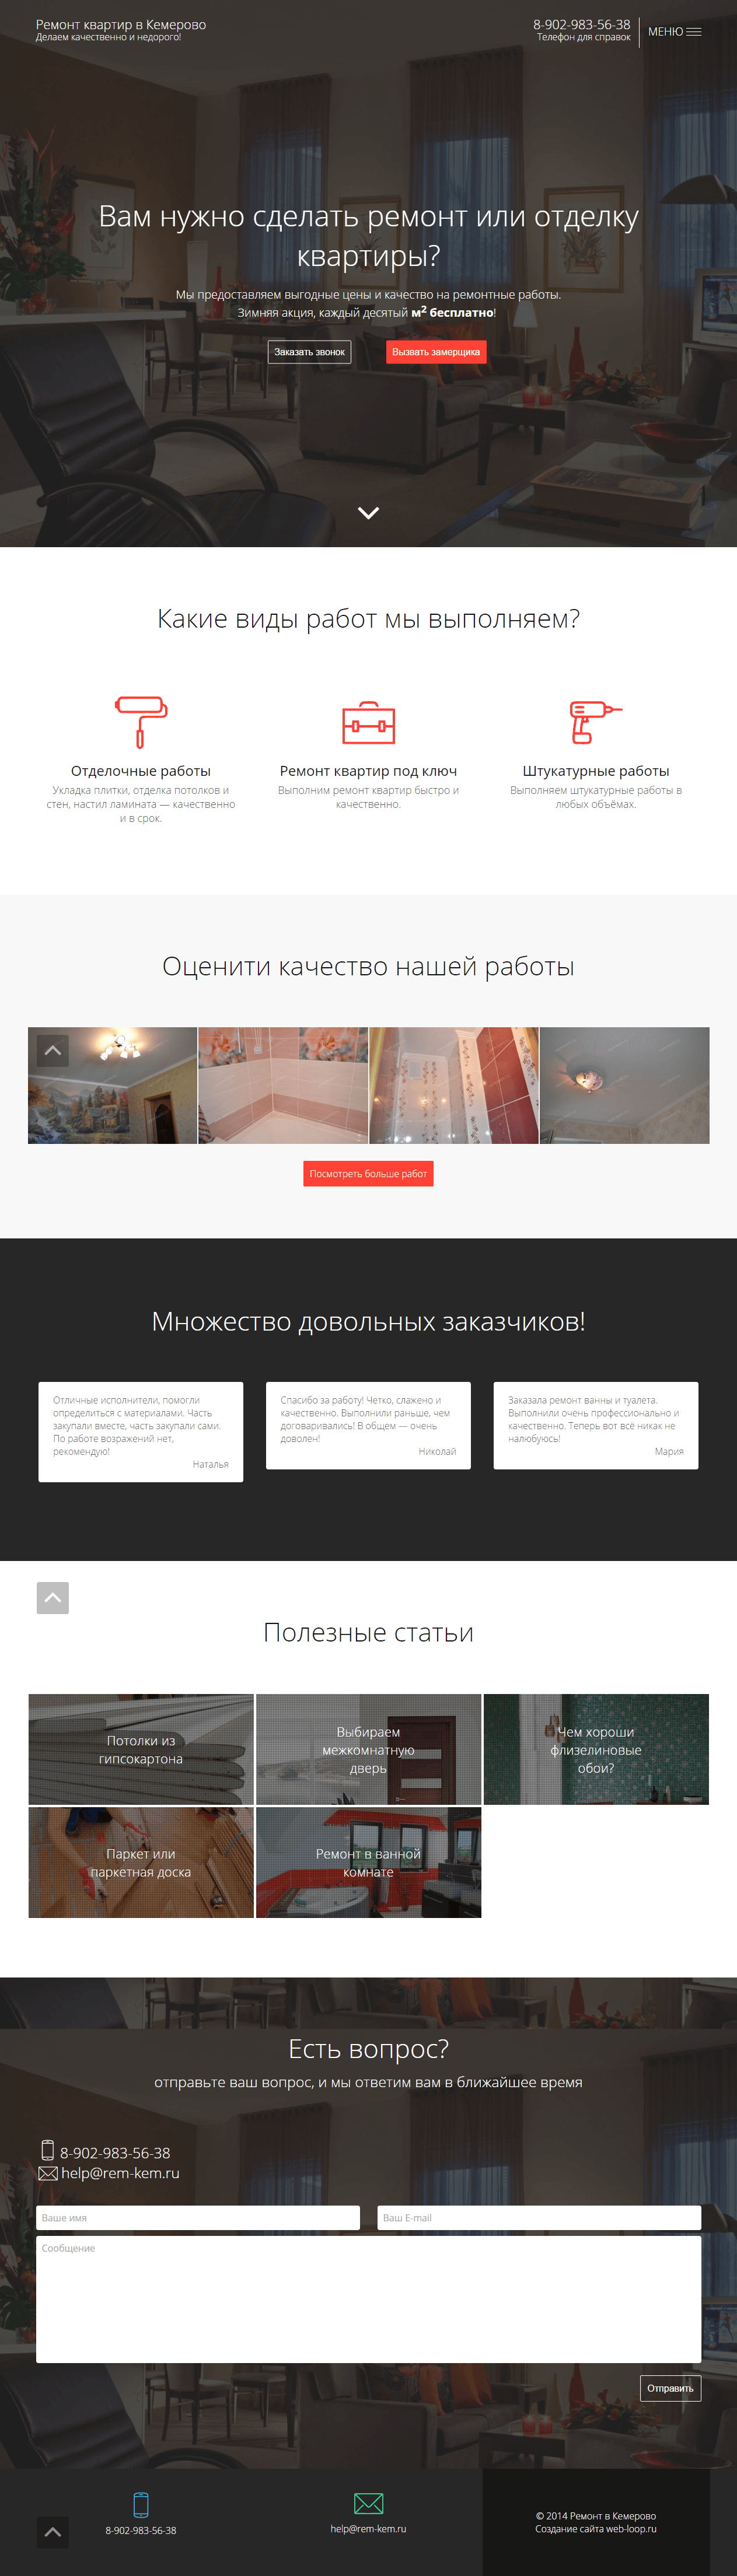 Ремонт квартир в Кемерово
Делаем качественно и недорого!
8-902-983-56-38
Телефон для справок
МЕНЮ
Вам нужно сделать ремонт или отделку
квартиры?
Мы предоставляем выгодные цены и качество на ремонтные работы.
Зимняя акция, каждый десятый м² бесплатно!
Заказать звонок
Вызвать замерщика
Какие виды работ мы выполняем?
Отделочные работы
Укладка плитки, отделка потолков и
стен, настил ламината — качественно
и в срок.
Ремонт квартир под ключ
Выполним ремонт квартир быстро и
качественно.
Штукатурные работы
Выполняем штукатурные работы в
любых объёмах.
Оценити качество нашей работы
Посмотреть больше работ
Множество довольных заказчиков!
Отличные исполнители, помогли
определиться с материалами. Часть
закупали вместе, часть закупали сами.
По работе возражений нет,
рекомендую!
Наталья
Спасибо за работу! Четко, слажено и
качественно. Выполнили раньше, чем
договаривались! В общем — очень
доволен!
Николай
Заказала ремонт ванны и туалета.
Выполнили очень профессионально и
качественно. Теперь вот всё никак не
налюбуюсь!
Мария
Полезные статьи
Потолки из
гипсокартона
Выбираем
межкомнатную
дверь
Чем хороши
флизелиновые
обои?
Паркет или
паркетная доска
Ремонт в ванной
комнате
Есть вопрос?
отправьте ваш вопрос, и мы ответим вам в ближайшее время
8-902-983-56-38
help@rem-kem.ru
Ваше имя
Ваш E-mail
Сообщение
Отправить
8-902-983-56-38
help@rem-kem.ru
© 2014 Ремонт в Кемерово
Создание сайта web-loop.ru